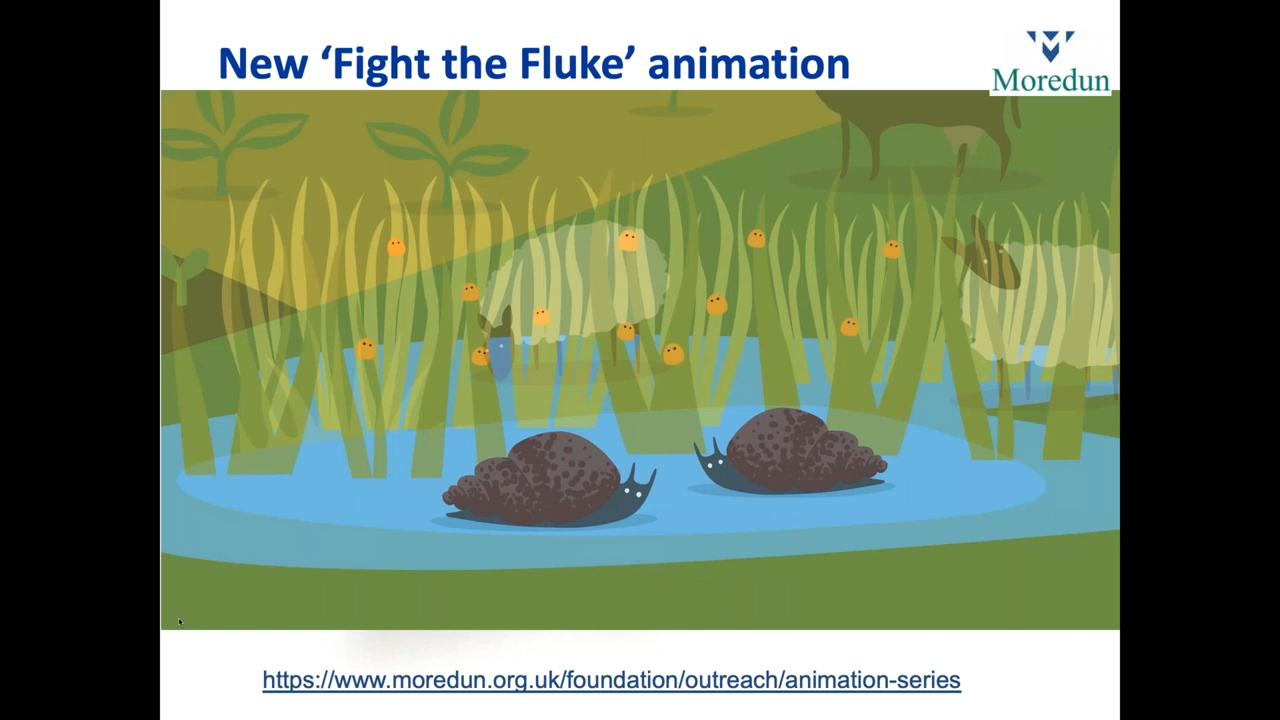 New ‘Fight the Fluke’ animation
Moredun
https://www.moredun.org.uk/foundation/outreach/animation-series